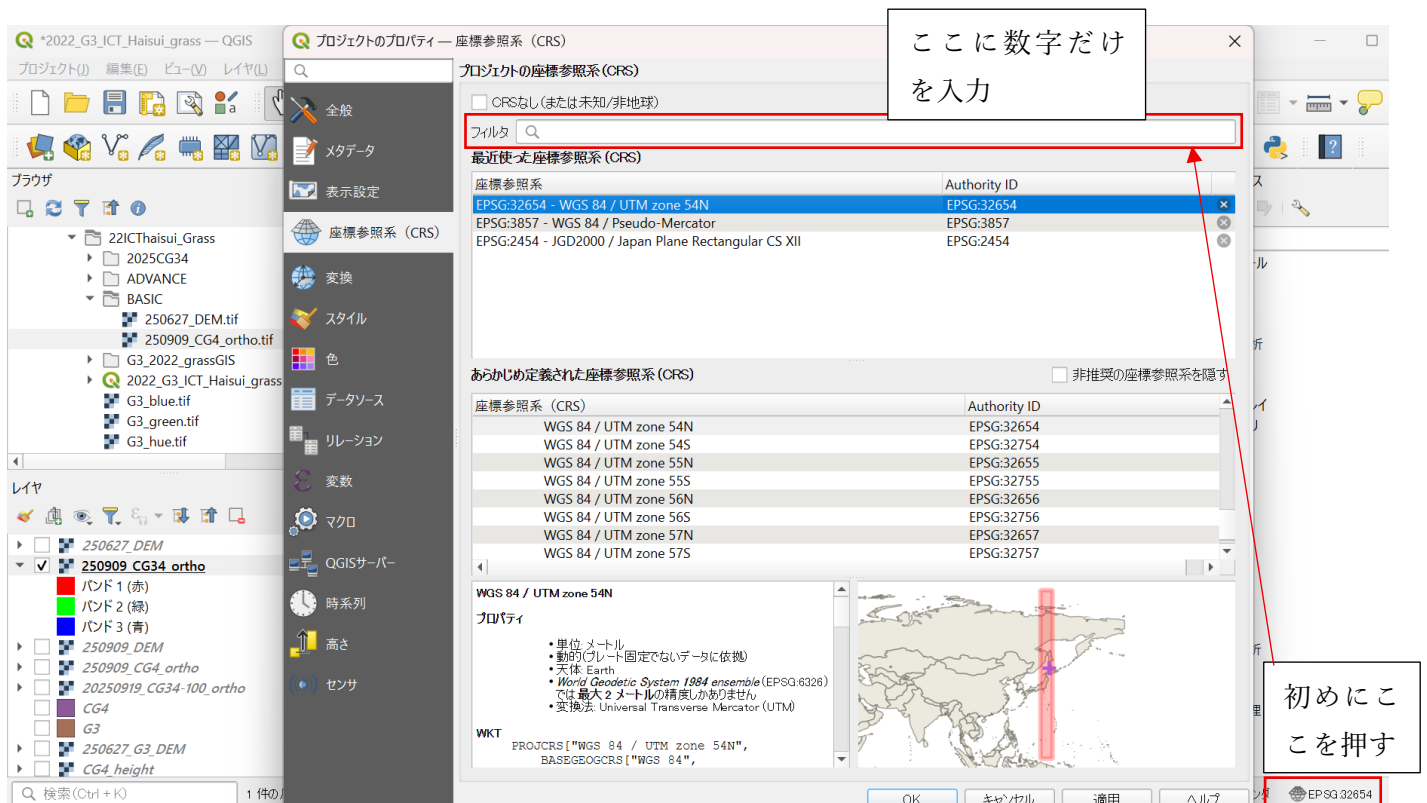 *2022_G3_ICT_Haisui_grass — QGIS
プロジェクト(J) 編集(E) ビュー(V) レイヤ(L)
ブラウザ
22ICThaisui_Grass
2025CG34
ADVANCE
BASIC
250627_DEM.tif
250909_CG4_ortho.tif
G3_2022_grassGIS
2022_G3_ICT_Haisui_grass
G3_blue.tif
G3_green.tif
G3_hue.tif
レイヤ
250627_DEM
250909_CG34_ortho
バンド 1 (赤)
バンド 2 (緑)
バンド 3 (青)
250909_DEM
250909_CG4_ortho
20250919_CG34-100_ortho
CG4
G3
250627_G3_DEM
CG4_height
検索(Ctrl + K)
プロジェクトのプロパティ — 座標参照系 (CRS)
全般
メタデータ
表示設定
座標参照系 (CRS)
変換
スタイル
色
データソース
リレーション
変数
マクロ
QGISサーバー
時系列
高さ
センサ
プロジェクトの座標参照系(CRS)
CRSなし(または未知/非地球)
フィルタ
最近使った座標参照系(CRS)
座標参照系 Authority ID
EPSG:32654 - WGS 84 / UTM zone 54N EPSG:32654
EPSG:3857 - WGS 84 / Pseudo-Mercator EPSG:3857
EPSG:2454 - JGD2000 / Japan Plane Rectangular CS XII EPSG:2454
あらかじめ定義された座標参照系(CRS) 非推奨の座標参照系を隠す
座標参照系 (CRS) Authority ID
WGS 84 / UTM zone 54N EPSG:32654
WGS 84 / UTM zone 54S EPSG:32754
WGS 84 / UTM zone 55N EPSG:32655
WGS 84 / UTM zone 55S EPSG:32755
WGS 84 / UTM zone 56N EPSG:32656
WGS 84 / UTM zone 56S EPSG:32756
WGS 84 / UTM zone 57N EPSG:32657
WGS 84 / UTM zone 57S EPSG:32757
WGS 84 / UTM zone 54N
プロパティ
•単位: メートル
•動的(プレート固定でないデータに依拠)
•天体: Earth
•World Geodetic System 1984 ensemble (EPSG:6326)
では最大 2 メートルの精度しかありません
•変換法: Universal Transverse Mercator (UTM)
WKT
PROJCRS["WGS 84 / UTM zone 54N",
BASEGEOGCRS["WGS 84",
OK キャンセル 適用 ヘルプ
ここに数字だけ
を入力
初めにこ
こを押す
EPSG:32654